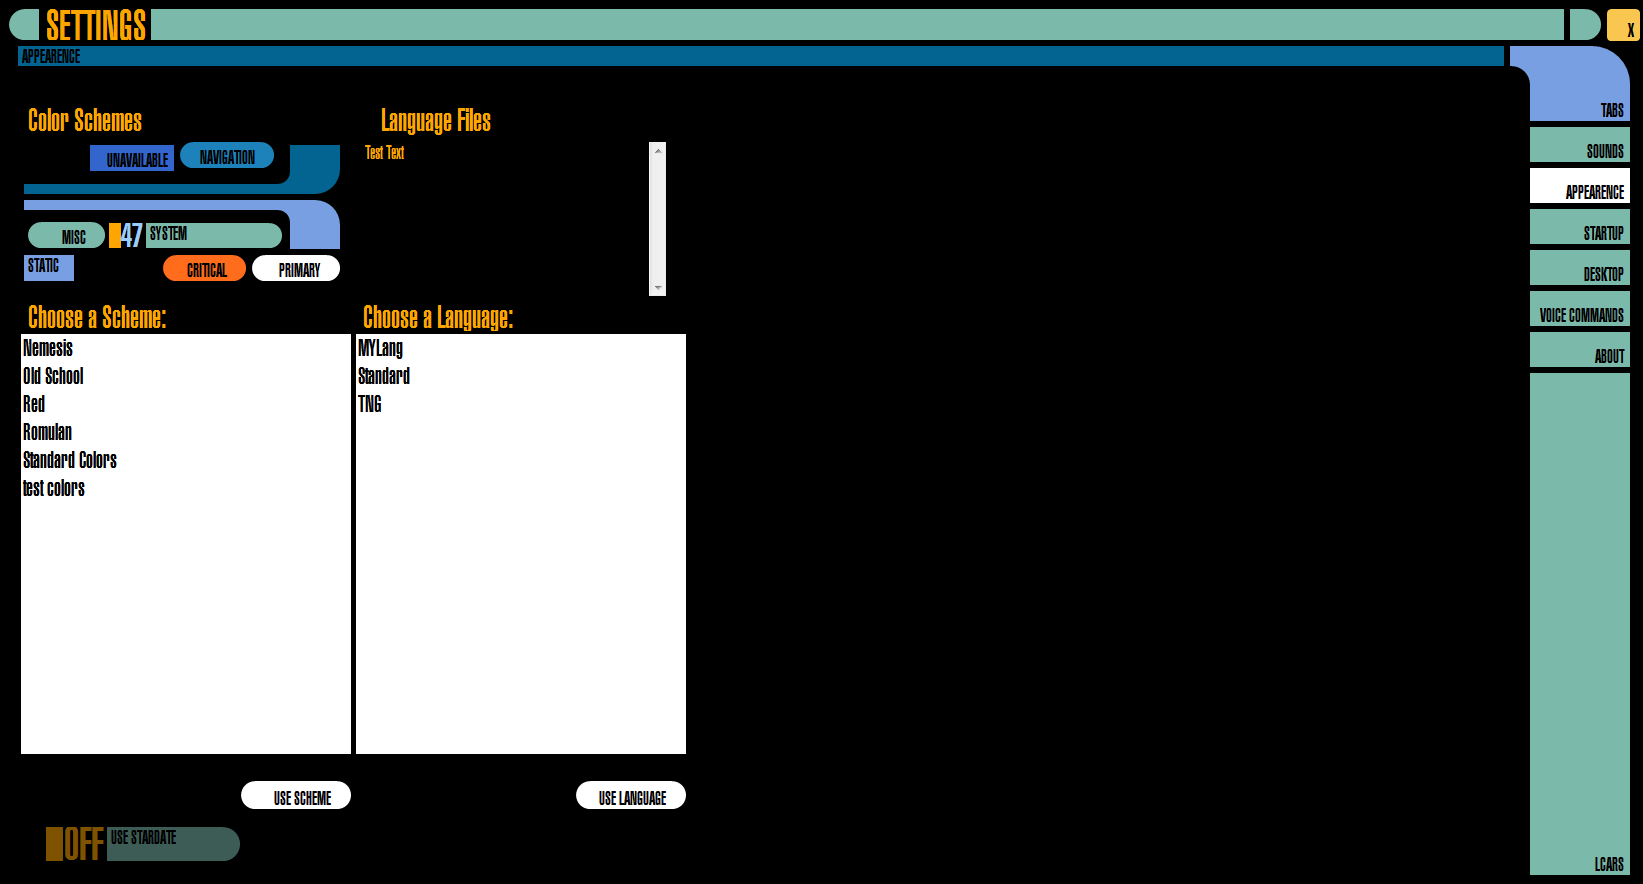 SETTINGS
X
APPEARENCE
TABS
SOUNDS
APPEARENCE
STARTUP
DESKTOP
VOICE COMMANDS
ABOUT
LCARS
Color Schemes
UNAVAILABLE
NAVIGATION
MISC
47
SYSTEM
STATIC
CRITICAL
PRIMARY
Language Files
Test Text
Choose a Scheme:
Nemesis
Old School
Red
Romulan
Standard Colors
test colors
USE SCHEME
Choose a Language:
MYLang
Standard
TNG
USE LANGUAGE
OFF
USE STARDATE